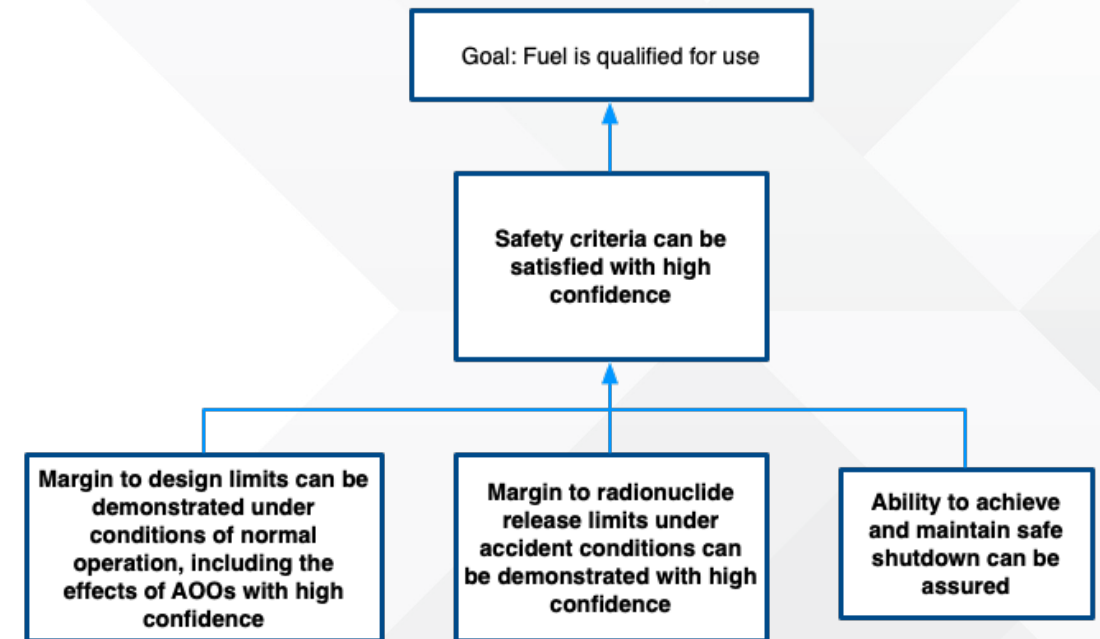 Goal: Fuel is qualified for use
Safety criteria can be
satisfied with high
confidence
Margin to design limits can be
demonstrated under
conditions of normal
operation, including the
effects of AOOs with high
confidence
Margin to radionuclide
release limits under
accident conditions can
be demonstrated with high
confidence
Ability to achieve
and maintain safe
shutdown can be
assured